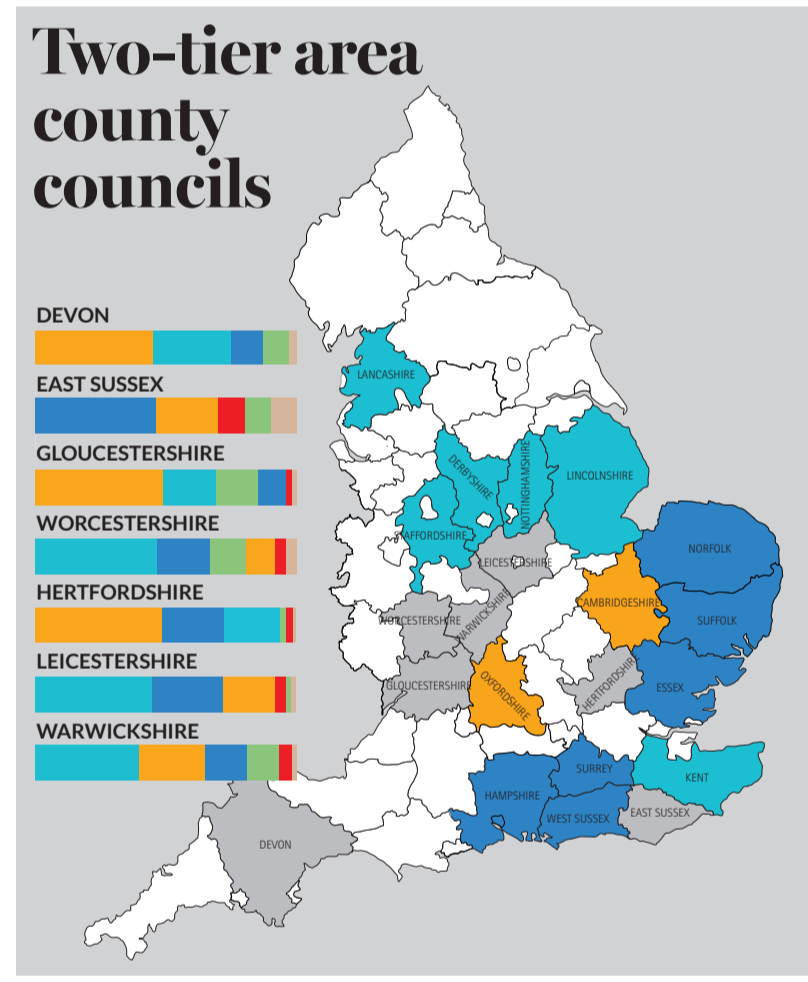 Two-tier area
county
councils
DEVON
EAST SUSSEX
GLOUCESTERSHIRE
WORCESTERSHIRE
HERTFORDSHIRE
LEICESTERSHIRE
WARWICKSHIRE
LANCASHIRE
DERBYSHIRE
NOTTINGHAMSHIRE
LINCOLNSHIRE
STAFFORDSHIRE
LEICESTERSHIRE
NORFOLK
CAMBRIDGESHIRE
SUFFOLK
WORCESTERSHIRE
WARWICKSHIRE
GLOUCESTERSHIRE
OXFORDSHIRE
HERTFORDSHIRE
ESSEX
SURREY
KENT
HAMPSHIRE
WEST SUSSEX
EAST SUSSEX
DEVON